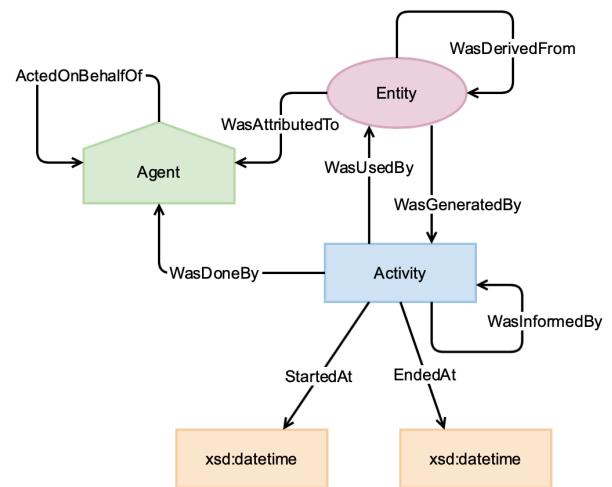 WasDerivedFrom
ActedOnBehalfOf
Entity
WasAttributedTo
Agent
WasUsedBy
WasGeneratedBy
WasDoneBy
Activity
WasInformedBy
StartedAt
EndedAt
xsd:datetime
xsd:datetime